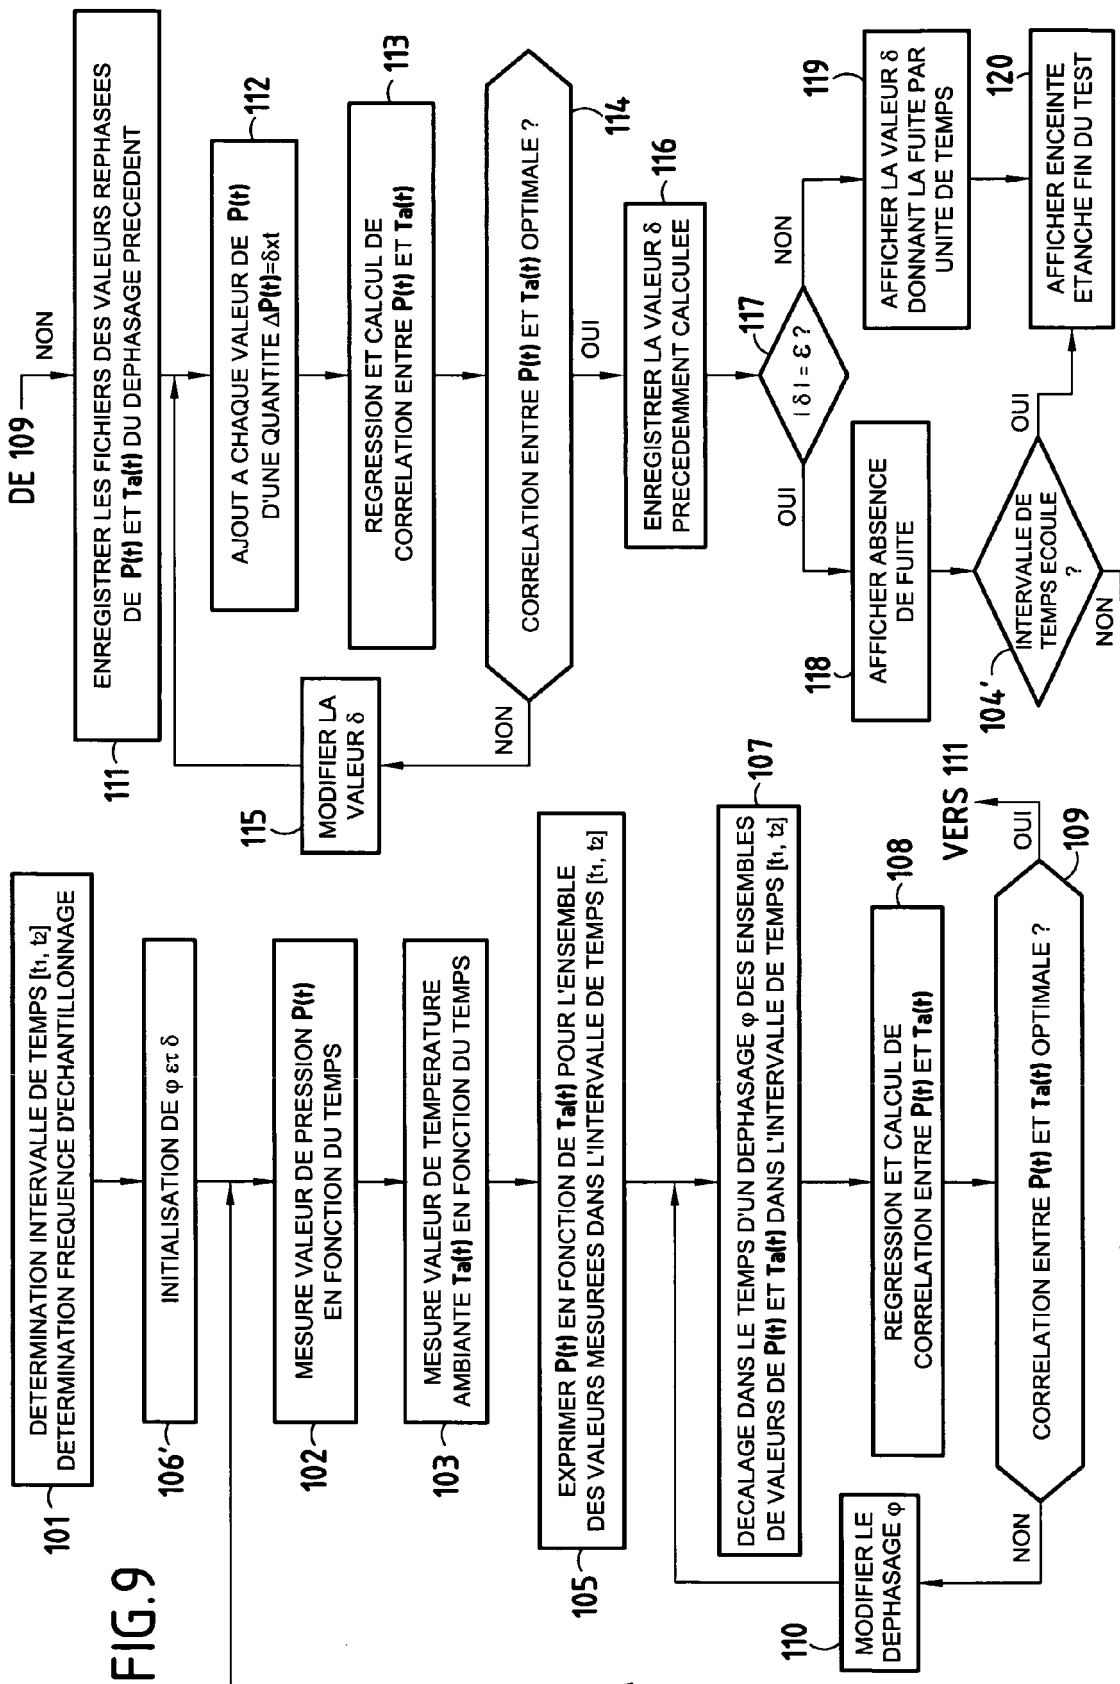 FIG.9
101
DETERMINATION INTERVALLE DE TEMPS [t1, t2]
DETERMINATION FREQUENCE D'ECHANTILLONNAGE
106'
INITIALISATION DE φ ετ δ
102
MESURE VALEUR DE PRESSION P(t)
EN FONCTION DU TEMPS
103
MESURE VALEUR DE TEMPERATURE
AMBIANTE Ta(t) EN FONCTION DU TEMPS
105
EXPRIMER P(t) EN FONCTION DE Ta(t) POUR L'ENSEMBLE
DES VALEURS MESUREES DANS L'INTERVALLE DE TEMPS [t1, t2]
107
DECALAGE DANS LE TEMPS D'UN DEPHASAGE φ DES ENSEMBLES
DE VALEURS DE P(t) ET Ta(t) DANS L'INTERVALLE DE TEMPS [t1, t2]
108
REGRESSION ET CALCUL DE
CORRELATION ENTRE P(t) ET Ta(t)
109
CORRELATION ENTRE P(t) ET Ta(t) OPTIMALE ?
NON
OUI
VERS 111
110
MODIFIER LE
DEPHASAGE φ
DE 109
NON
111
ENREGISTRER LES FICHIERS DES VALEURS REPHASEES
DE P(t) ET Ta(t) DU DEPHASAGE PRECEDENT
112
AJOUT A CHAQUE VALEUR DE P(t)
D'UNE QUANTITE ΔP(t)=δxt
113
REGRESSION ET CALCUL DE
CORRELATION ENTRE P(t) ET Ta(t)
114
CORRELATION ENTRE P(t) ET Ta(t) OPTIMALE ?
NON
OUI
115
MODIFIER LA
VALEUR δ
116
ENREGISTRER LA VALEUR δ
PRECEDEMMENT CALCULEE
117
| δ | = ε ?
OUI
NON
118
AFFICHER ABSENCE
DE FUITE
119
AFFICHER LA VALEUR δ
DONNANT LA FUITE PAR
UNITE DE TEMPS
104'
INTERVALLE DE
TEMPS ECOULE
?
OUI
NON
120
AFFICHER ENCEINTE
ETANCHE FIN DU TEST